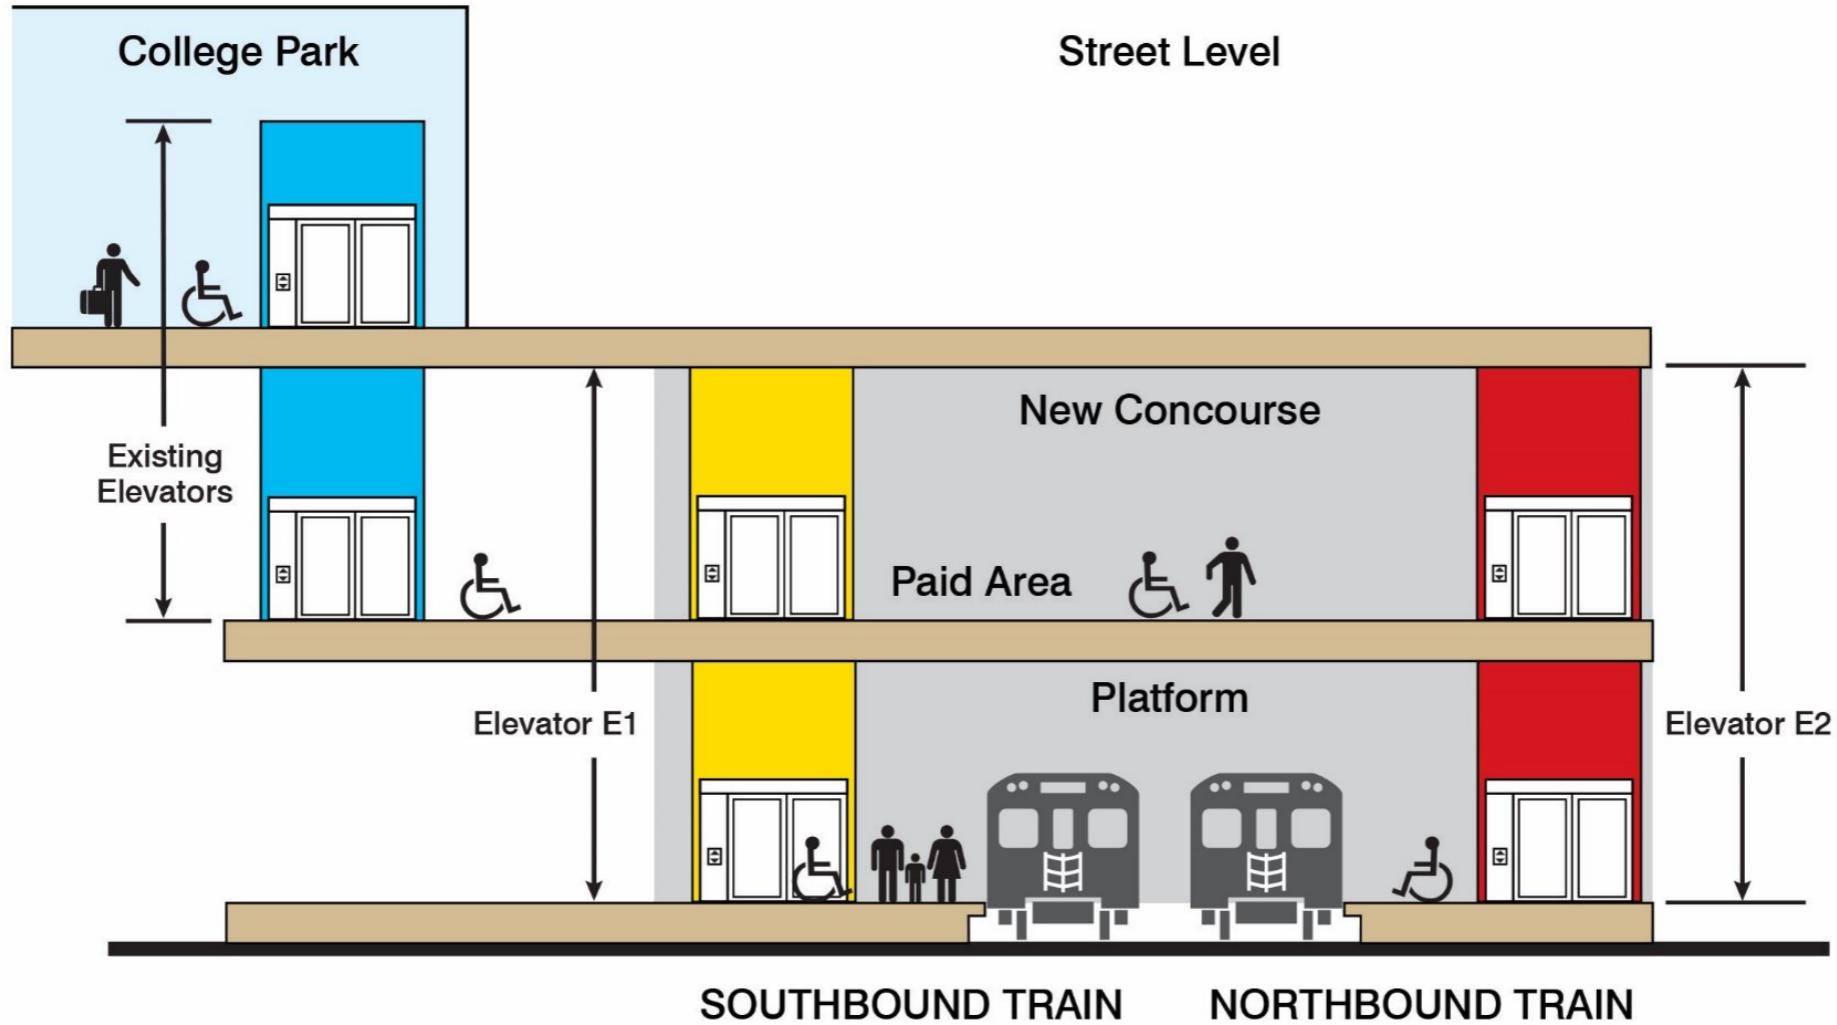 College Park
Street Level
Existing
Elevators
New Concourse
Paid Area
Platform
Elevator E1
Elevator E2
SOUTHBOUND TRAIN
NORTHBOUND TRAIN